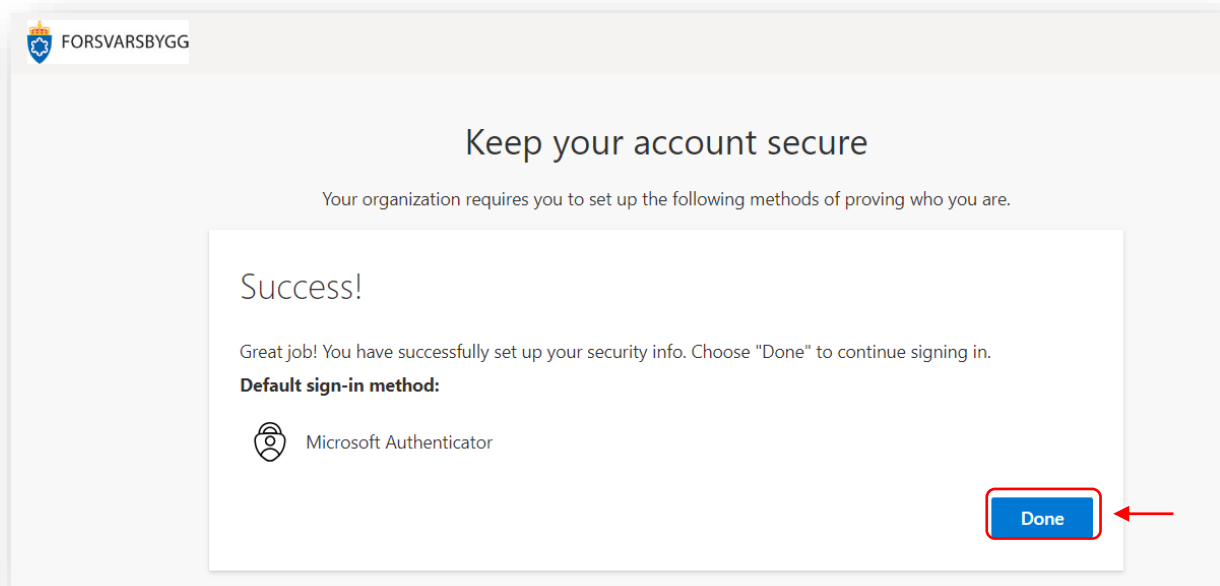 FORSVARSBYGG
Keep your account secure
Your organization requires you to set up the following methods of proving who you are.
Success!
Great job! You have successfully set up your security info. Choose "Done" to continue signing in.
Default sign-in method:
Microsoft Authenticator
Done